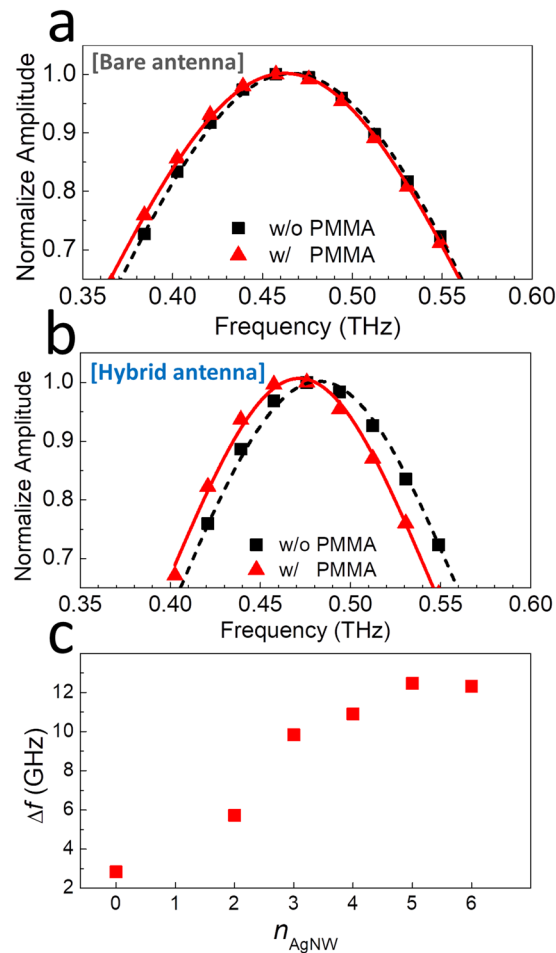 a
[Bare antenna]
Normalize Amplitude
1.0
0.9
0.8
0.7
w/o PMMA
w/ PMMA
0.35 0.40 0.45 0.50 0.55 0.60
Frequency (THz)
b
[Hybrid antenna]
Normalize Amplitude
1.0
0.9
0.8
0.7
w/o PMMA
w/ PMMA
0.35 0.40 0.45 0.50 0.55 0.60
Frequency (THz)
c
Δf (GHz)
12
10
8
6
4
2
0 1 2 3 4 5 6
nAgNW